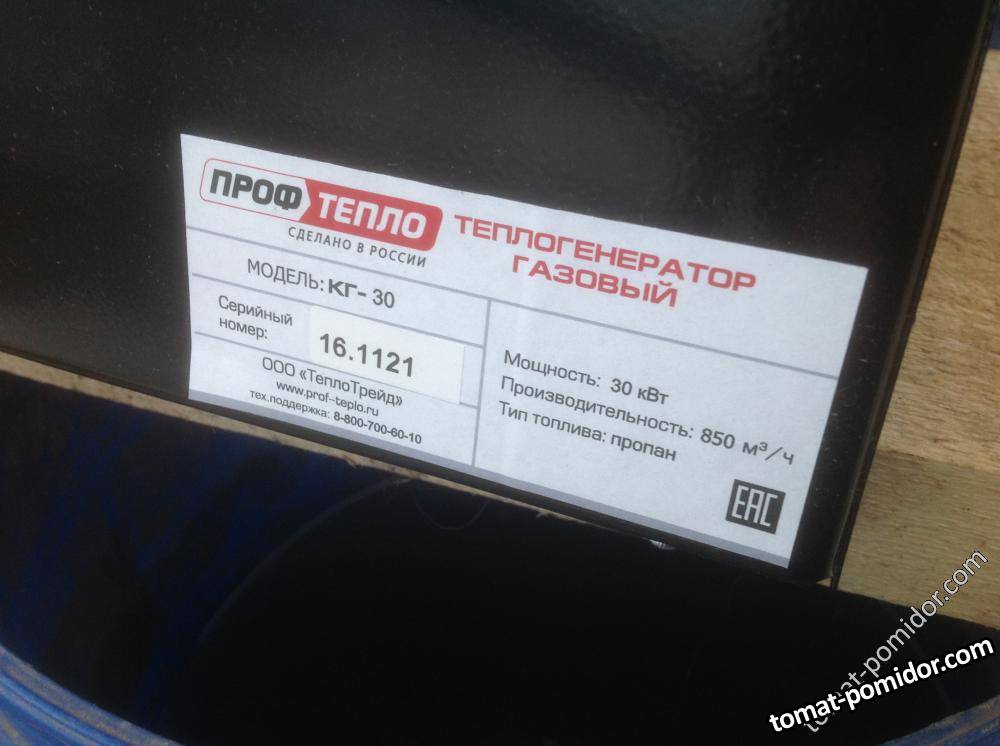 ПРОФ ТЕПЛО
СДЕЛАНО В РОССИИ
ТЕПЛОГЕНЕРАТОР
ГАЗОВЫЙ
МОДЕЛЬ: КГ- 30
Серийный
номер:
16.1121
ООО «ТеплоТрейд»
www.prof-teplo.ru
тех.поддержка: 8-800-700-60-10
Мощность: 30 кВт
Производительность: 850 м³/ч
Тип топлива: пропан
EAC
tomat-pomidor.com
tomat-pomidor.com